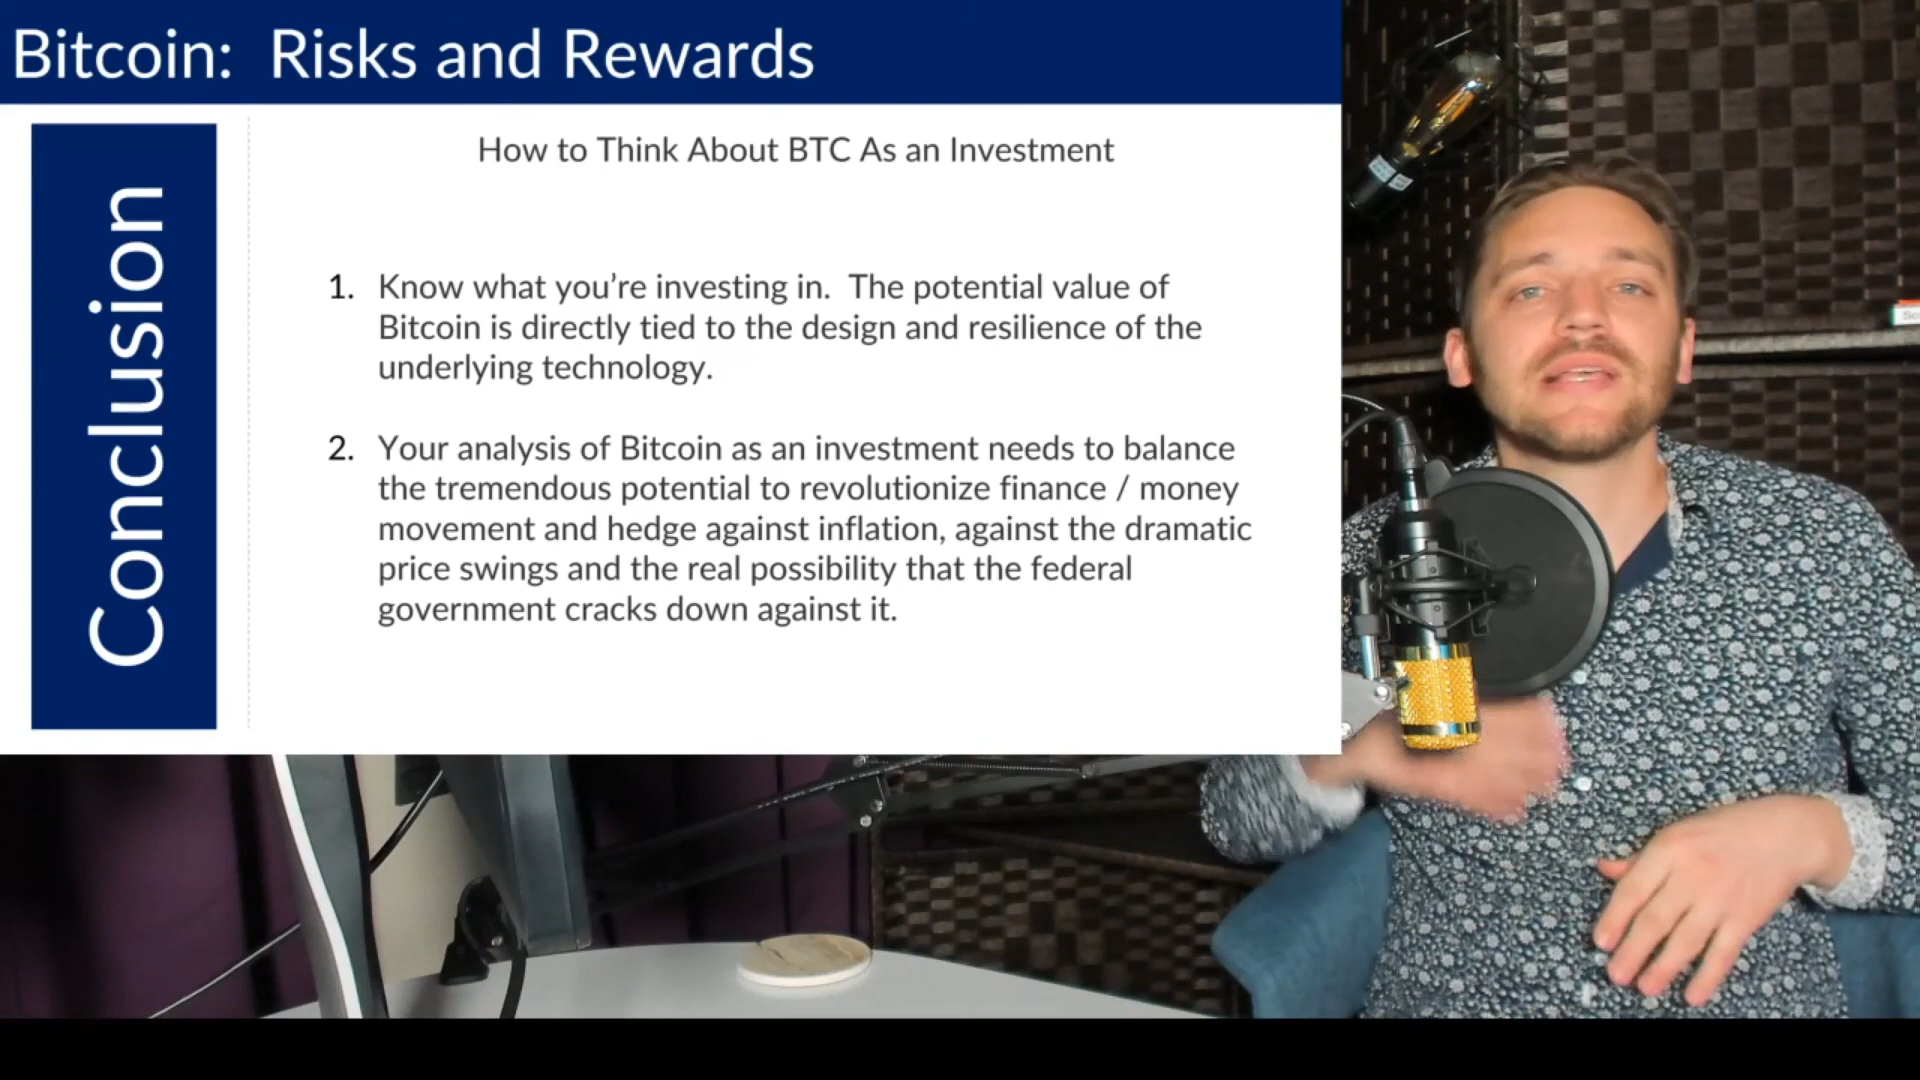 Bitcoin: Risks and Rewards
Conclusion
How to Think About BTC As an Investment
1. Know what you're investing in. The potential value of
Bitcoin is directly tied to the design and resilience of the
underlying technology.
2. Your analysis of Bitcoin as an investment needs to balance
the tremendous potential to revolutionize finance / money
movement and hedge against inflation, against the dramatic
price swings and the real possibility that the federal
government cracks down against it.